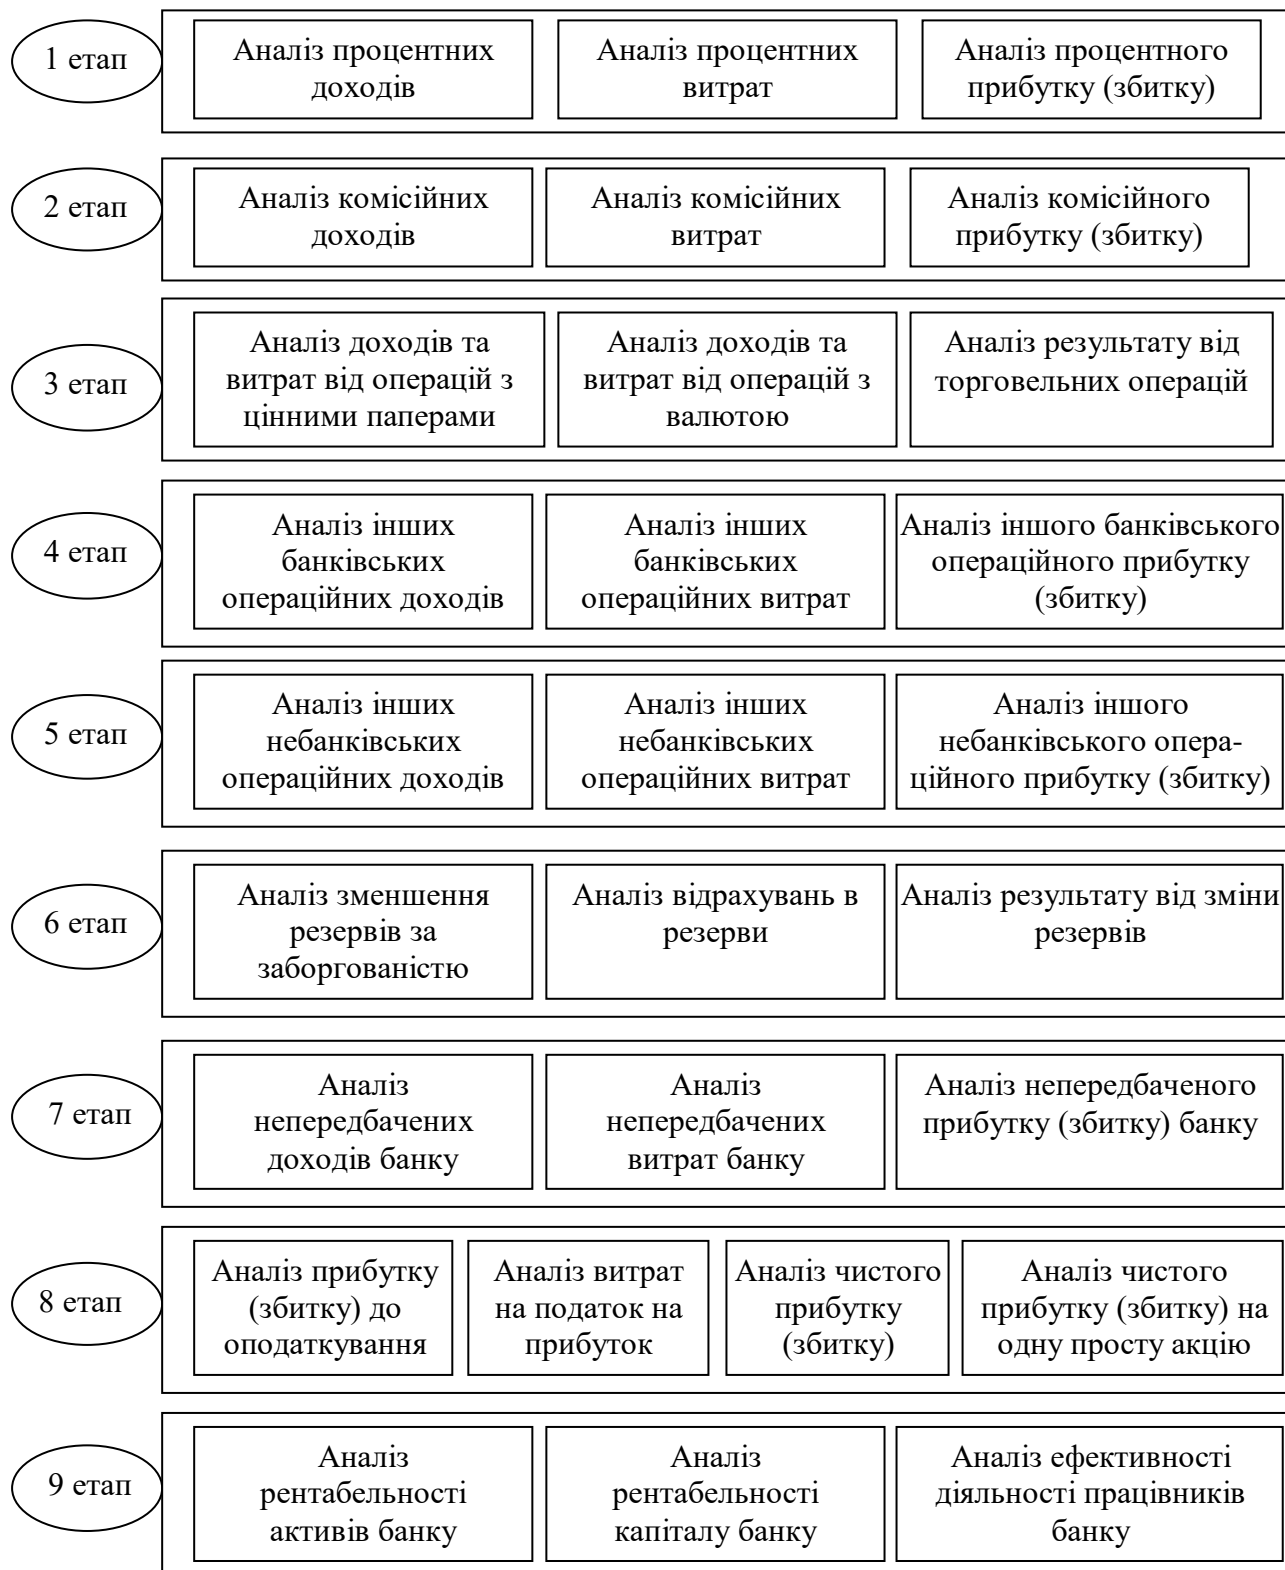 1 етап
Аналіз процентних
доходів
Аналіз процентних
витрат
Аналіз процентного
прибутку (збитку)
2 етап
Аналіз комісійних
доходів
Аналіз комісійних
витрат
Аналіз комісійного
прибутку (збитку)
3 етап
Аналіз доходів та
витрат від операцій з
цінними паперами
Аналіз доходів та
витрат від операцій з
валютою
Аналіз результату від
торговельних операцій
4 етап
Аналіз інших
банківських
операційних доходів
Аналіз інших
банківських
операційних витрат
Аналіз іншого банківського
операційного прибутку
(збитку)
5 етап
Аналіз інших
небанківських
операційних доходів
Аналіз інших
небанківських
операційних витрат
Аналіз іншого
небанківського опера-
ційного прибутку (збитку)
6 етап
Аналіз зменшення
резервів за
заборгованістю
Аналіз відрахувань в
резерви
Аналіз результату від зміни
резервів
7 етап
Аналіз
непередбачених
доходів банку
Аналіз
непередбачених
витрат банку
Аналіз непередбаченого
прибутку (збитку) банку
8 етап
Аналіз прибутку
(збитку) до
оподаткування
Аналіз витрат
на податок на
прибуток
Аналіз чистого
прибутку
(збитку)
Аналіз чистого
прибутку (збитку) на
одну просту акцію
9 етап
Аналіз
рентабельності
активів банку
Аналіз
рентабельності
капіталу банку
Аналіз ефективності
діяльності працівників
банку